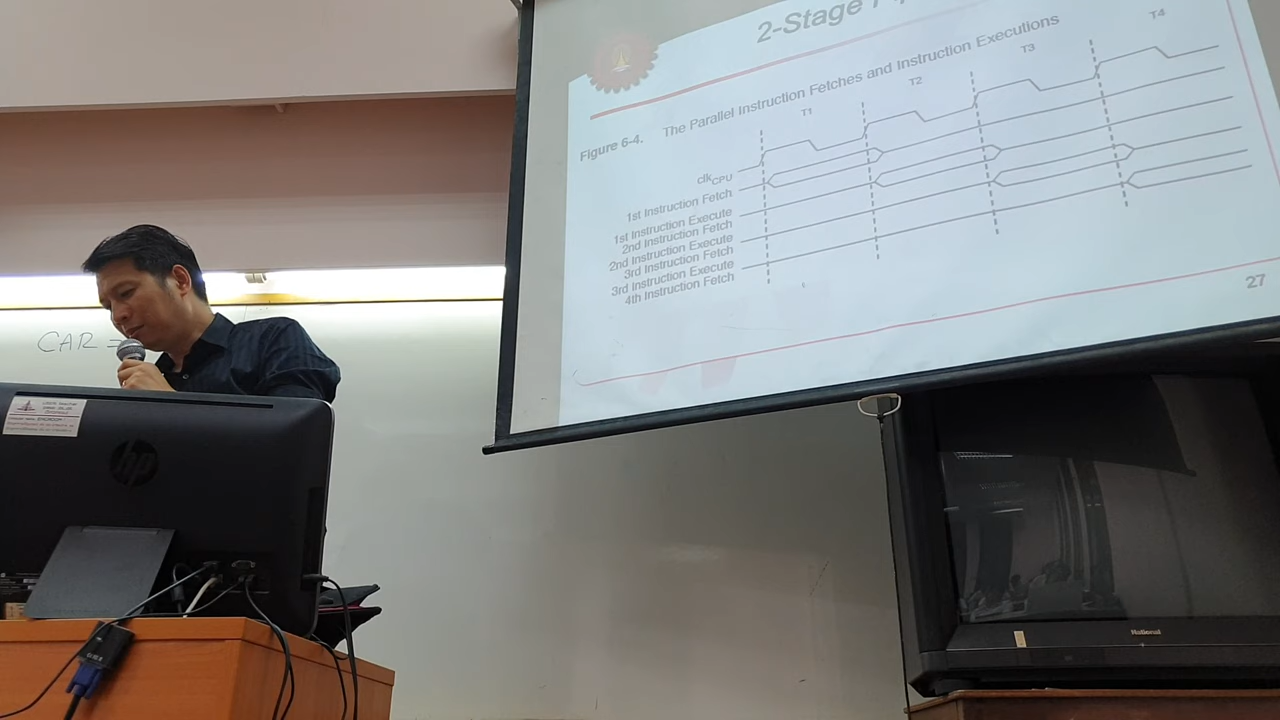 2-Stage
T4
T3
T2
T1
Figure 6-4. The Parallel Instruction Fetches and Instruction Executions
clkCPU
1st Instruction Fetch
1st Instruction Execute
2nd Instruction Fetch
2nd Instruction Execute
3rd Instruction Fetch
3rd Instruction Execute
4th Instruction Fetch
27
CAR =
hp
National